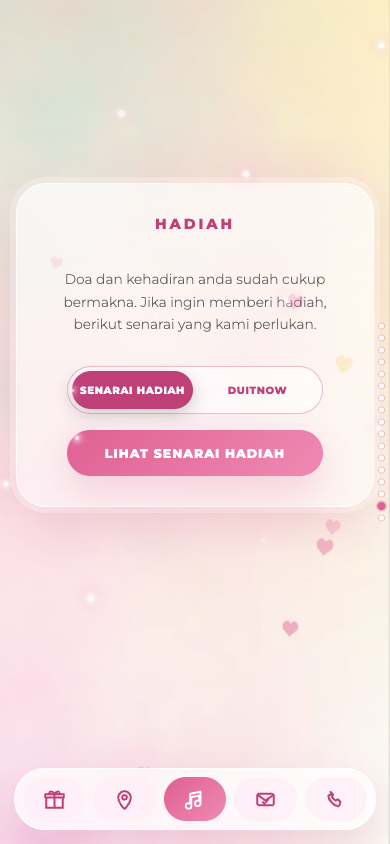 HADIAH
Doa dan kehadiran anda sudah cukup
bermakna. Jika ingin memberi hadiah,
berikut senarai yang kami perlukan.
SENARAI HADIAH
DUITNOW
LIHAT SENARAI HADIAH